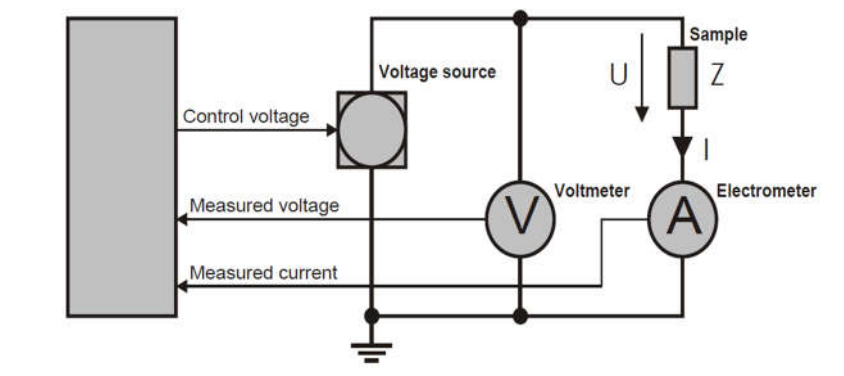 Sample
Voltage source
U
Z
Control voltage
I
Measured voltage
V
Voltmeter
A
Electrometer
Measured current